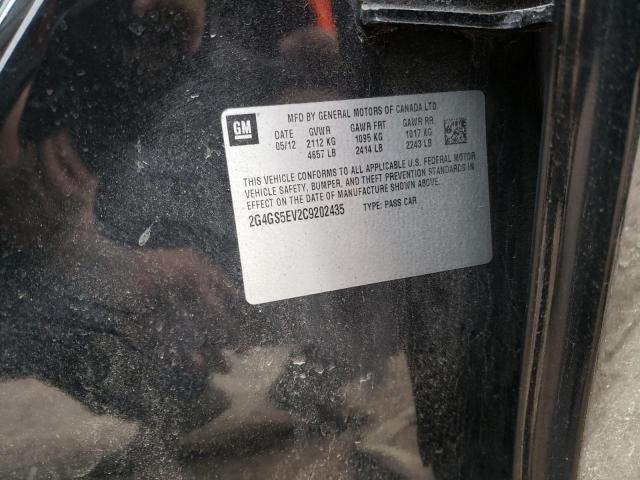 GM
MFD BY GENERAL MOTORS OF CANADA LTD.
DATE GVWR GAWR FRT GAWR RR
05/12 2112 KG 1095 KG 1017 KG
4657 LB 2414 LB 2243 LB
THIS VEHICLE CONFORMS TO ALL APPLICABLE U.S. FEDERAL MOTOR
VEHICLE SAFETY, BUMPER, AND THEFT PREVENTION STANDARDS IN
EFFECT ON THE DATE OF MANUFACTURE SHOWN ABOVE.
2G4GS5EV2C9202435 TYPE: PASS CAR